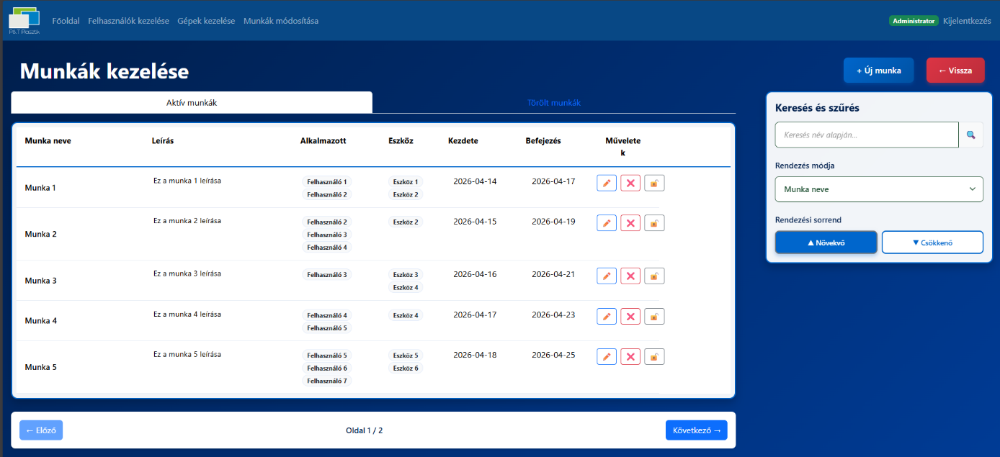 P&T Plasztik
Főoldal Felhasználók kezelése Gépek kezelése Munkák módosítása
Administrator Kijelentkezés
Munkák kezelése
+ Új munka
← Vissza
Aktív munkák
Törölt munkák
Munka neve Leírás Alkalmazott Eszköz Kezdete Befejezés Művelete
k
Munka 1
Ez a munka 1 leírása
Felhasználó 1
Felhasználó 2
Eszköz 1
Eszköz 2
2026-04-14
2026-04-17
Munka 2
Ez a munka 2 leírása
Felhasználó 2
Felhasználó 3
Felhasználó 4
Eszköz 2
2026-04-15
2026-04-19
Munka 3
Ez a munka 3 leírása
Felhasználó 3
Eszköz 3
Eszköz 4
2026-04-16
2026-04-21
Munka 4
Ez a munka 4 leírása
Felhasználó 4
Felhasználó 5
Eszköz 4
2026-04-17
2026-04-23
Munka 5
Ez a munka 5 leírása
Felhasználó 5
Felhasználó 6
Felhasználó 7
Eszköz 5
Eszköz 6
2026-04-18
2026-04-25
← Előző
Oldal 1 / 2
Következő →
Keresés és szűrés
Keresés név alapján...
Rendezés módja
Munka neve
Rendezési sorrend
▲ Növekvő
▼ Csökkenő